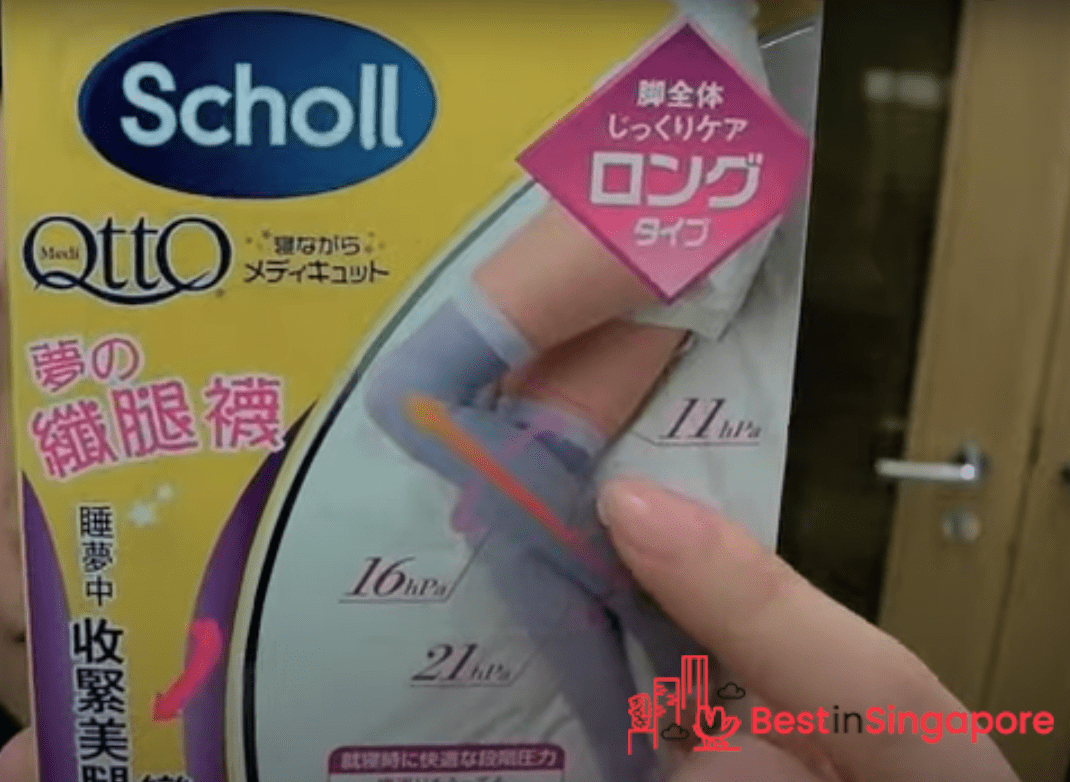 Scholl
脚全体
じっくりケア
ロング
タイプ
Medi QttO
寝ながら
メディキュット
夢の
纖腿襪
11hPa
16hPa
21hPa
睡夢中
收緊美腿
就寝時に快適な段階圧力
BestinSingapore